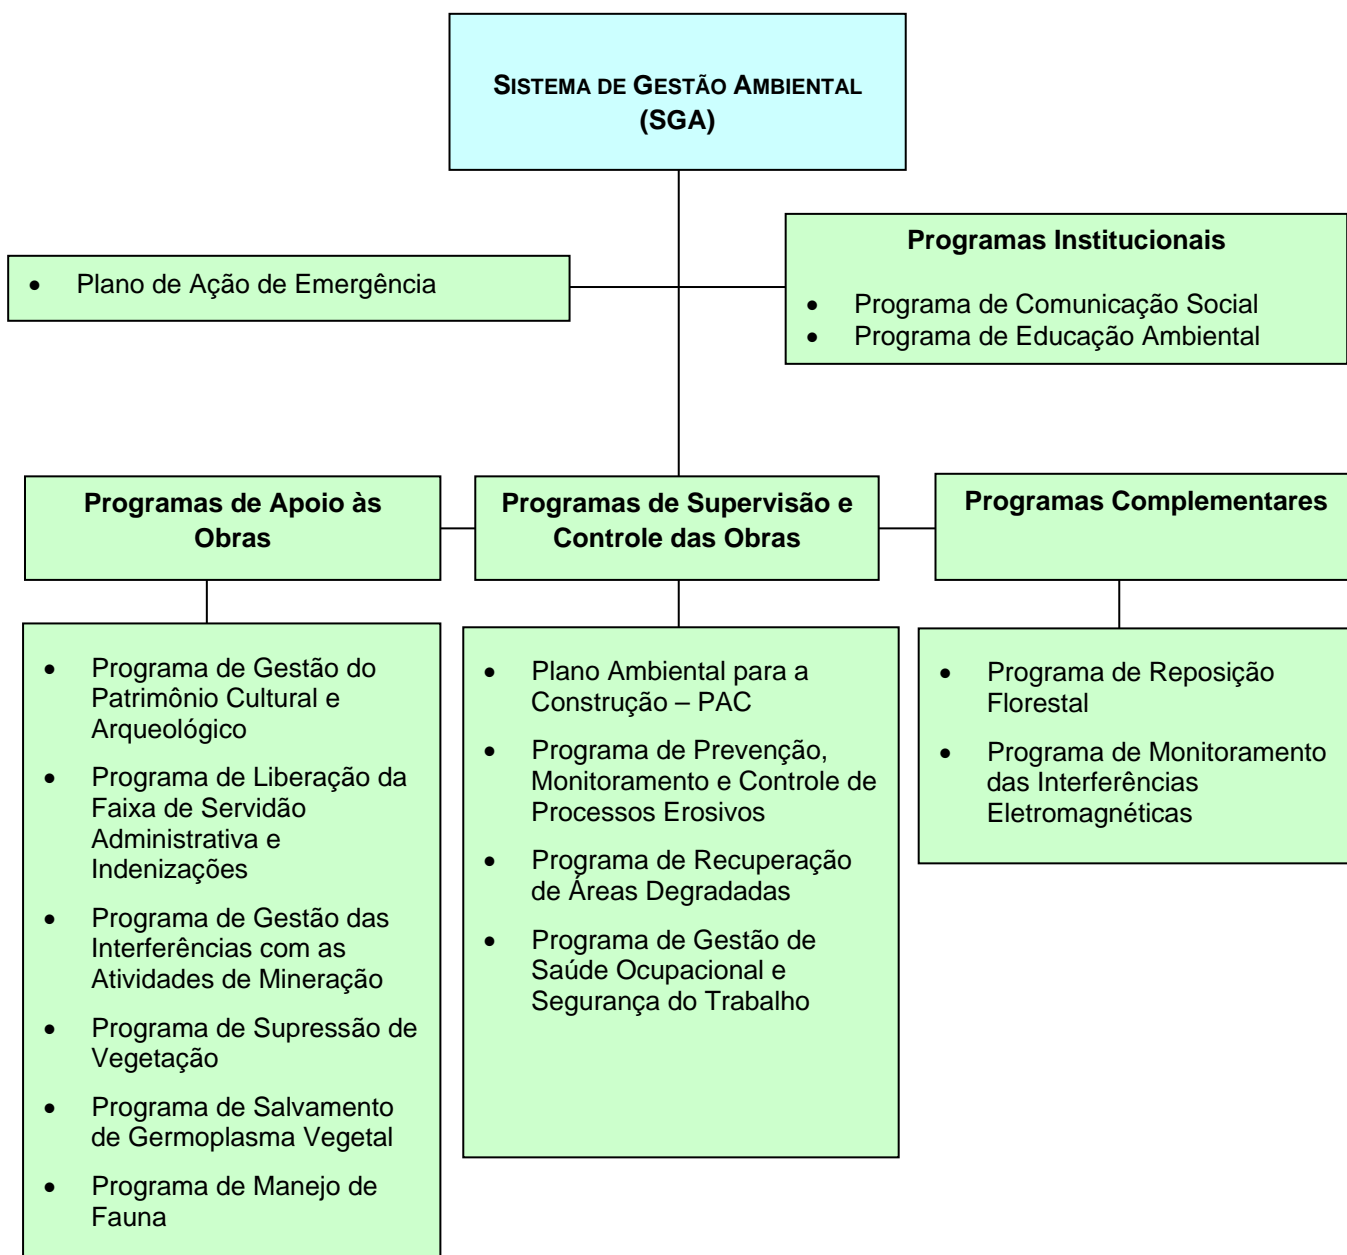 SISTEMA DE GESTÃO AMBIENTAL
(SGA)
• Plano de Ação de Emergência
Programas Institucionais
• Programa de Comunicação Social
• Programa de Educação Ambiental
Programas de Apoio às
Obras
Programas de Supervisão e
Controle das Obras
Programas Complementares
• Programa de Gestão do
Patrimônio Cultural e
Arqueológico
• Programa de Liberação da
Faixa de Servidão
Administrativa e
Indenizações
• Programa de Gestão das
Interferências com as
Atividades de Mineração
• Programa de Supressão de
Vegetação
• Programa de Salvamento
de Germoplasma Vegetal
• Programa de Manejo de
Fauna
• Plano Ambiental para a
Construção – PAC
• Programa de Prevenção,
Monitoramento e Controle de
Processos Erosivos
• Programa de Recuperação
de Áreas Degradadas
• Programa de Gestão de
Saúde Ocupacional e
Segurança do Trabalho
• Programa de Reposição
Florestal
• Programa de Monitoramento
das Interferências
Eletromagnéticas